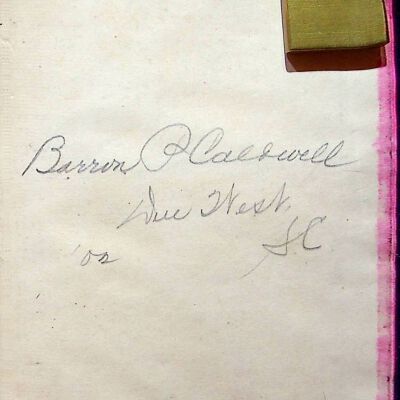 Barron P Caldwell
Due West,
S C
'02